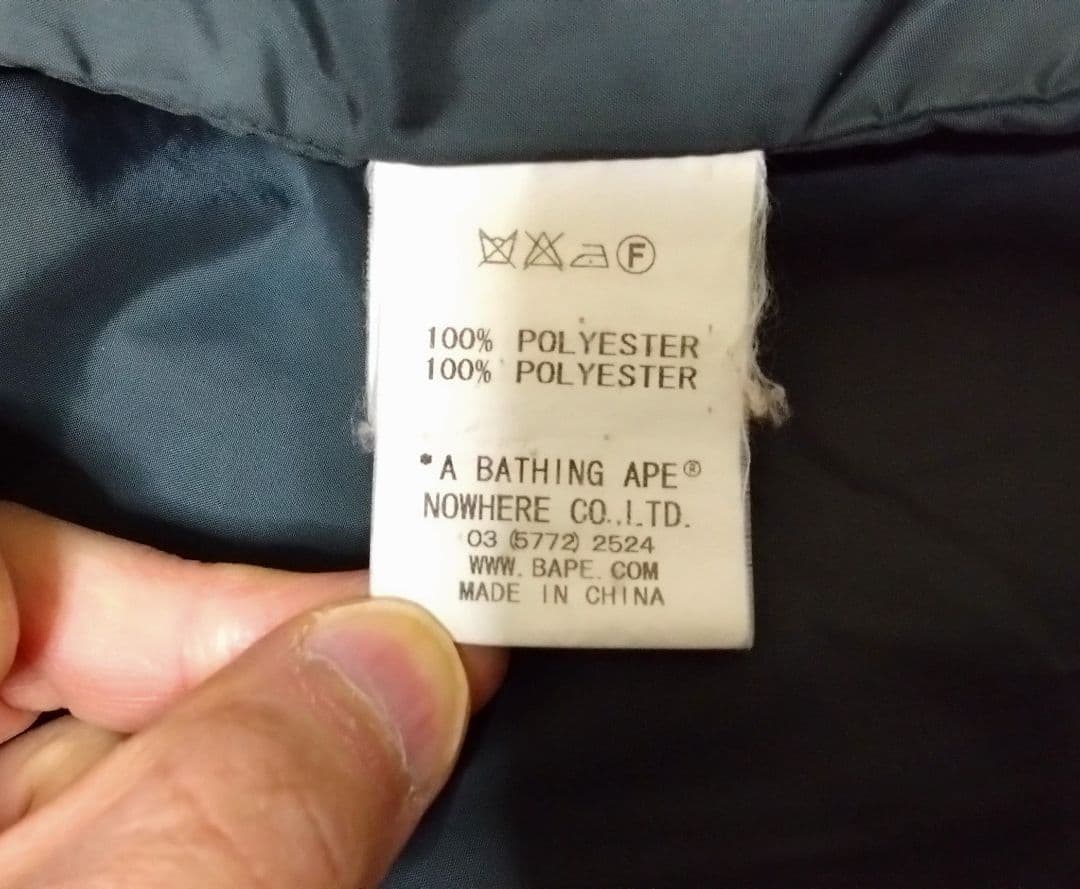 F
100% POLYESTER
100% POLYESTER
*A BATHING APE®
NOWHERE CO.,LTD.
03 (5772) 2524
WWW. BAPE. COM
MADE IN CHINA